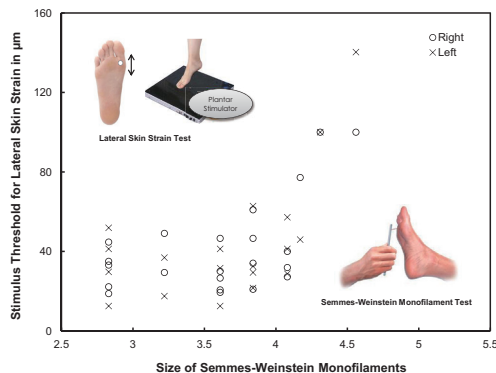 Stimulus Threshold for Lateral Skin Strain in µm
160
120
80
40
0
2.5 3 3.5 4 4.5 5 5.5
Size of Semmes-Weinstein Monofilaments
Right
Left
Plantar
Stimulator
Lateral Skin Strain Test
Semmes-Weinstein Monofilament Test